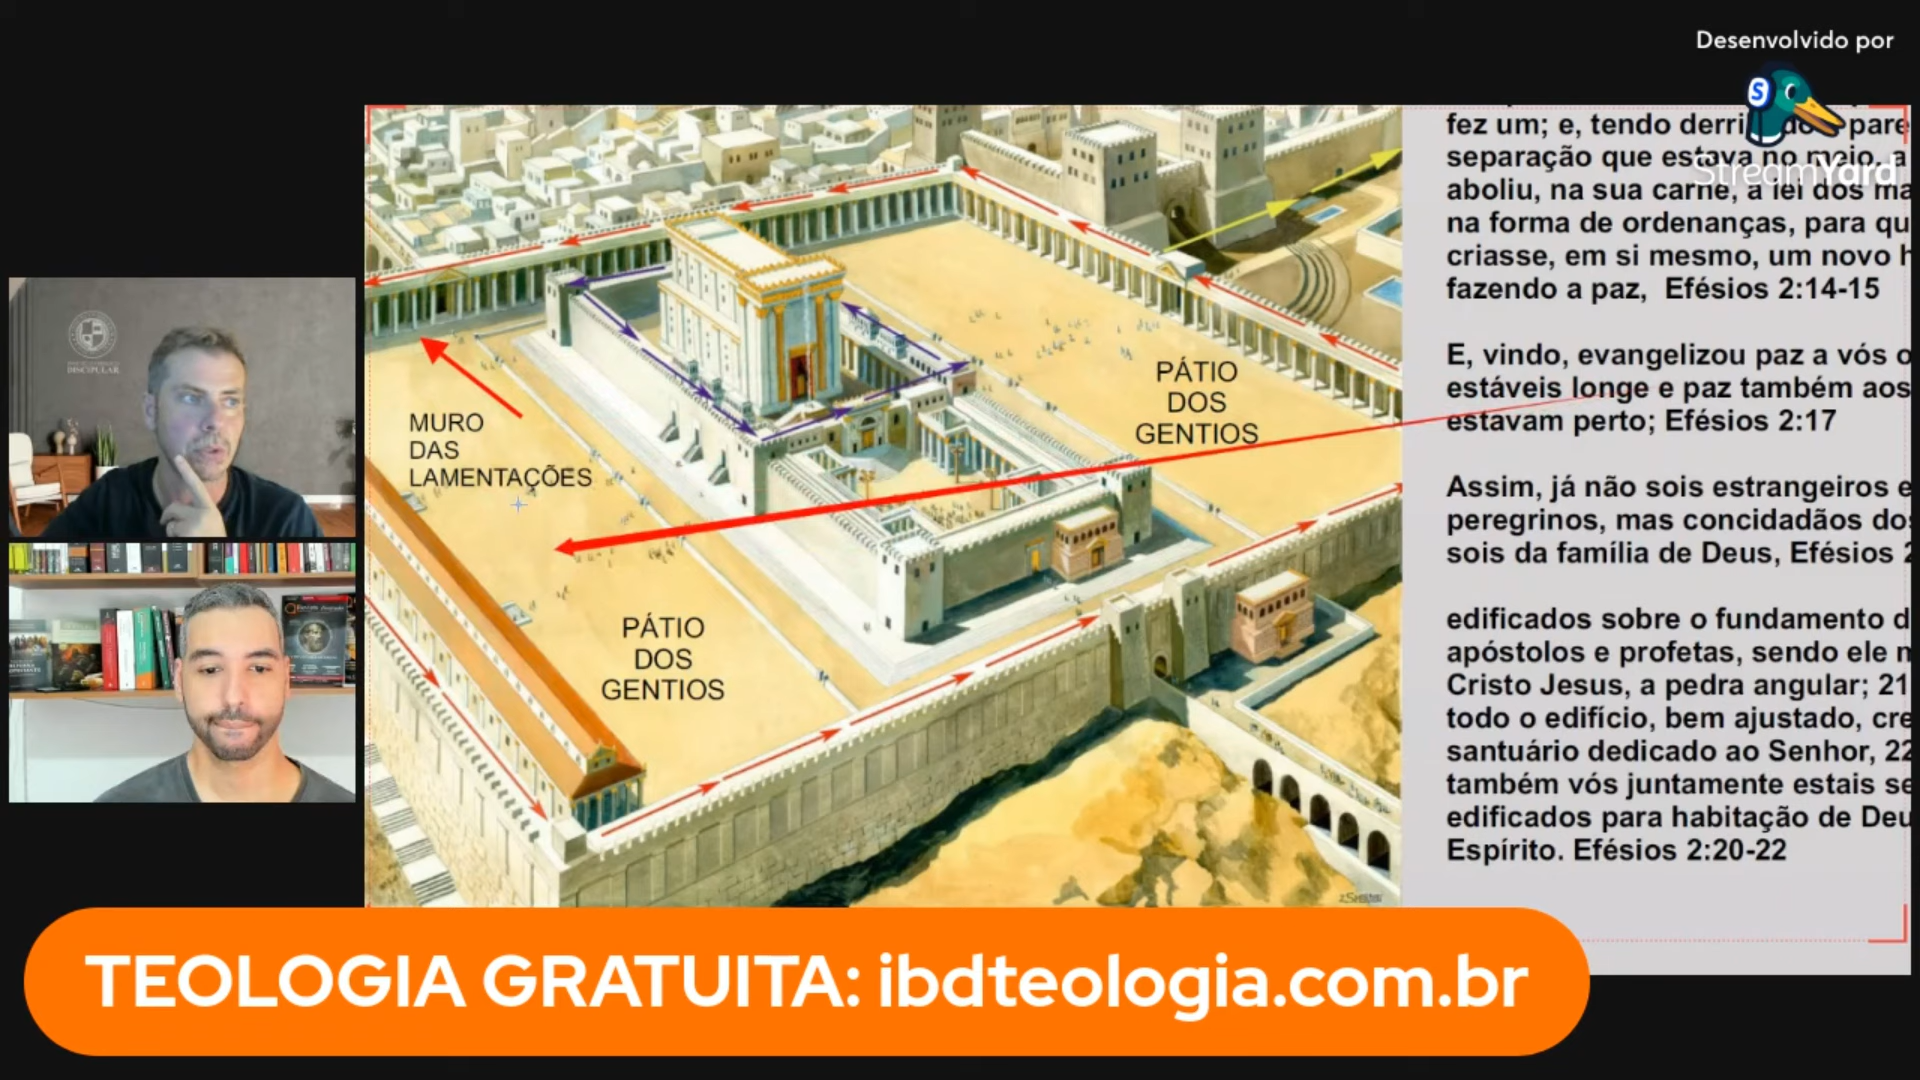 Desenvolvido por
StreamYard
fez um; e, tendo
separação que estava no meio, a
aboliu, na sua carne, a lei dos
na forma de ordenanças, para
criasse, em si mesmo, um novo
fazendo a paz, Efésios 2:14-15
E, vindo, evangelizou paz a vós
estáveis longe e paz também aos
estavam perto; Efésios 2:17
Assim, já não sois estrangeiros e
peregrinos, mas concidadãos
sois da família de Deus, Efésios
edificados sobre o fundamento
apóstolos e profetas, sendo ele
Cristo Jesus, a pedra angular; 21
todo o edifício, bem ajustado,
santuário dedicado ao Senhor, 22
também vós juntamente estais
edificados para habitação de
Espírito. Efésios 2:20-22
MURO
DAS
LAMENTAÇÕES
PÁTIO
DOS
GENTIOS
PÁTIO
DOS
GENTIOS
TEOLOGIA GRATUITA: ibdteologia.com.br